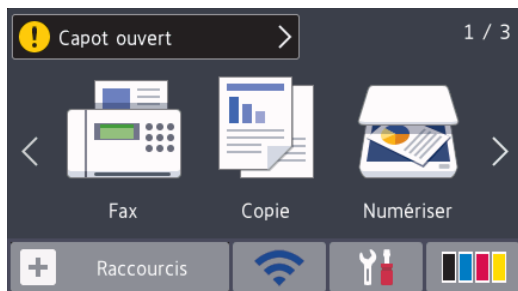 Capot ouvert
1 / 3
Fax
Copie
Numériser
Raccourcis